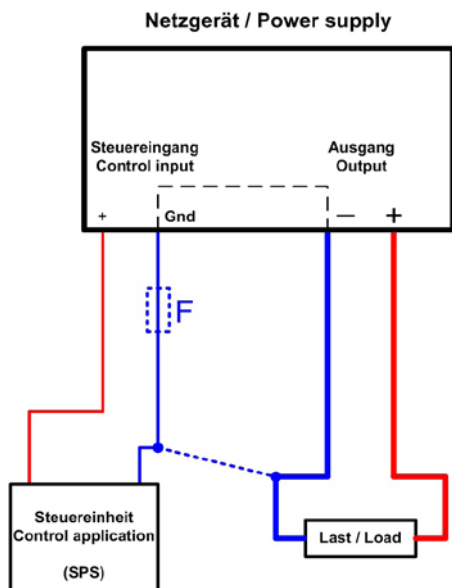 Netzgerät / Power supply
Steuereingang
Control input
Ausgang
Output
+
Gnd
—
+
F
Steuereinheit
Control application
(SPS)
Last / Load